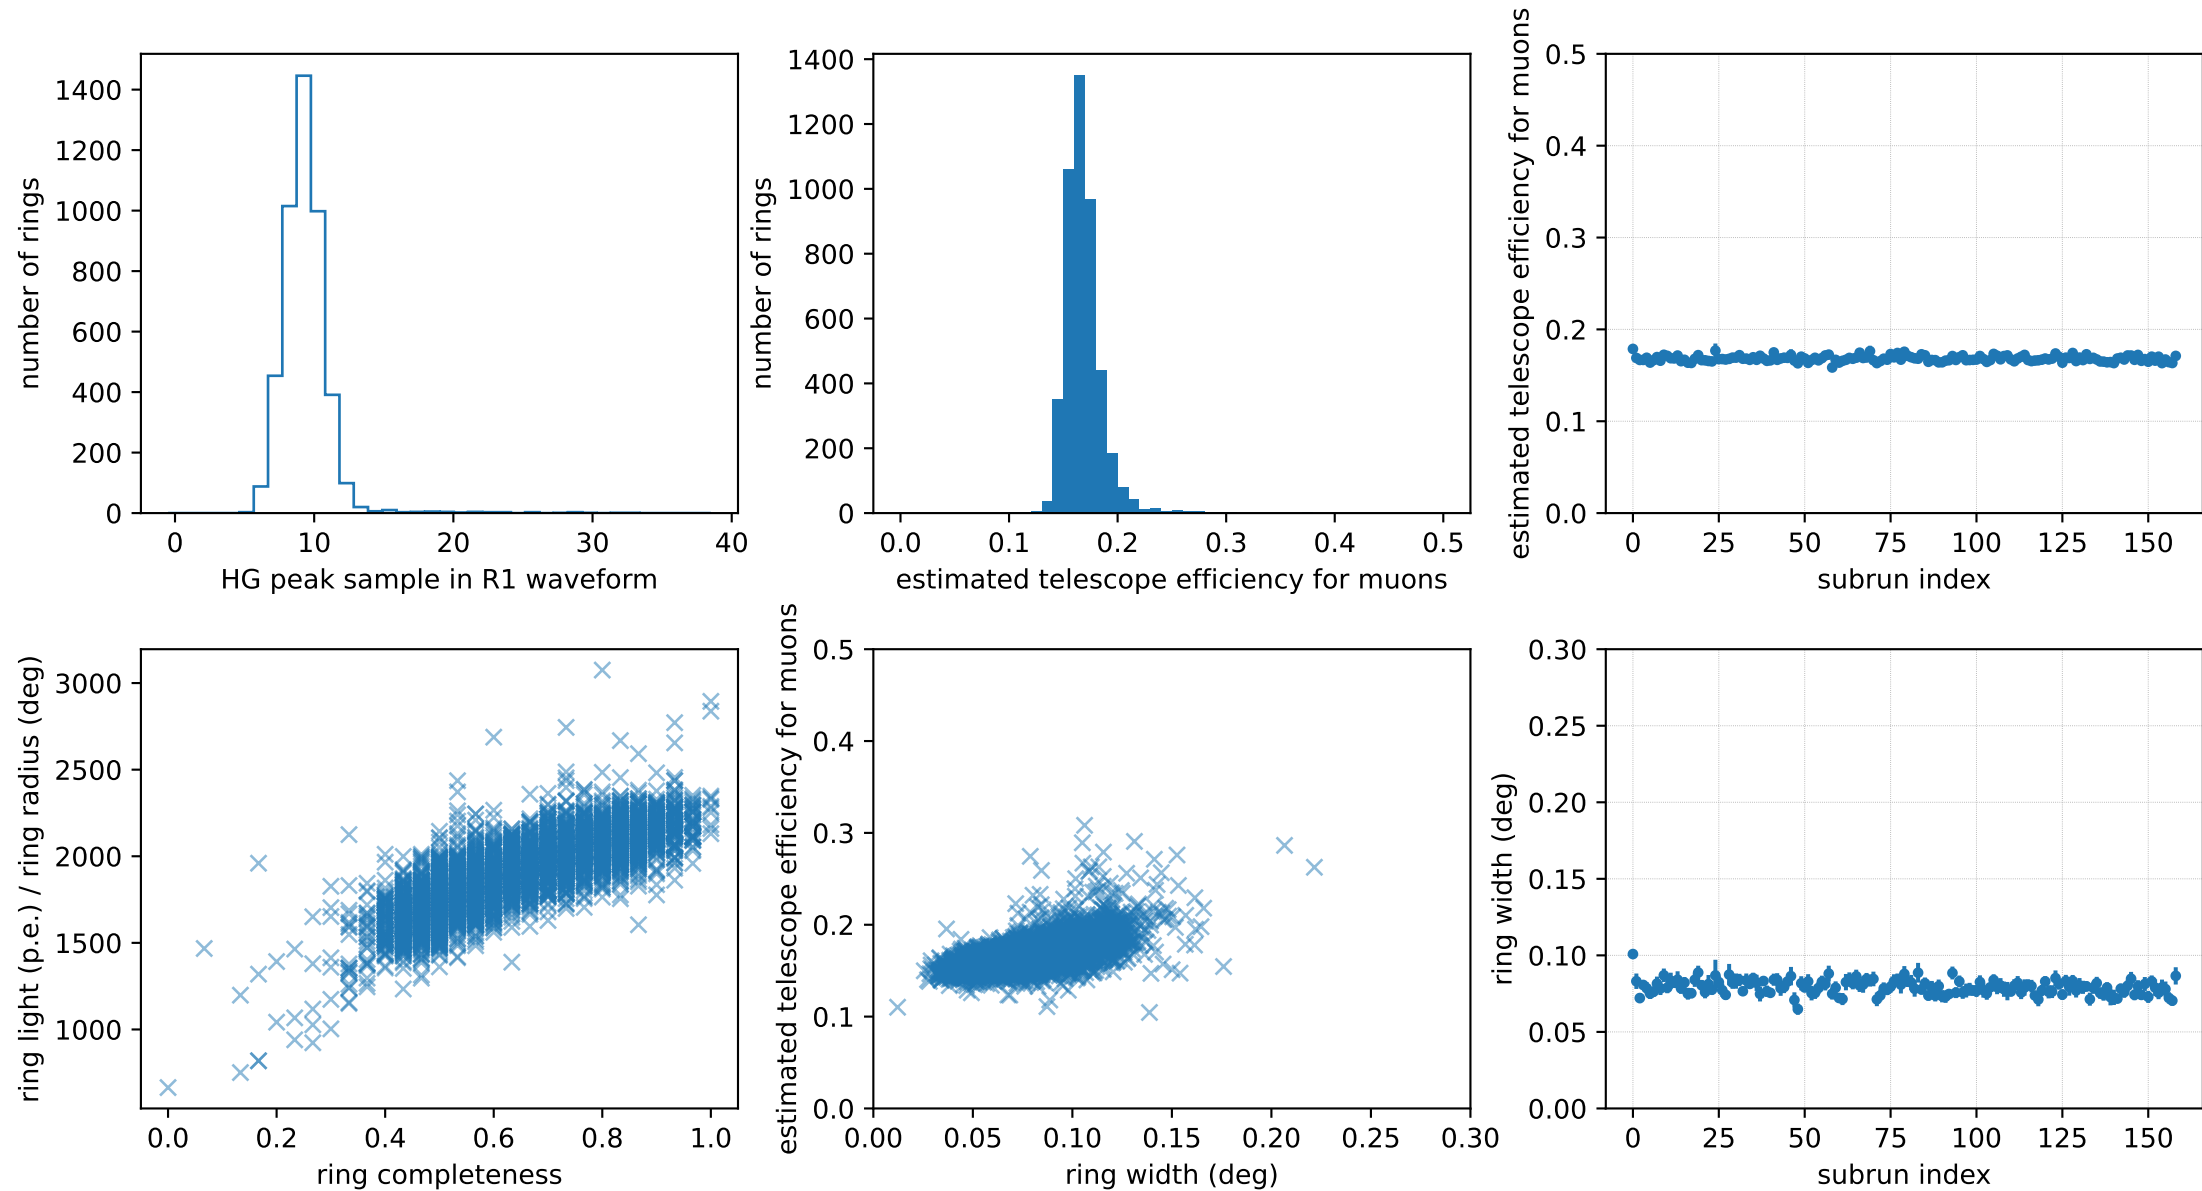 number of rings
1400
1200
1000
800
600
400
200
0
0 10 20 30 40
HG peak sample in R1 waveform
number of rings
1400
1200
1000
800
600
400
200
0
0.0 0.1 0.2 0.3 0.4 0.5
estimated telescope efficiency for muons
estimated telescope efficiency for muons
0.5
0.4
0.3
0.2
0.1
0.0
0 25 50 75 100 125 150
subrun index
ring light (p.e.) / ring radius (deg)
3000
2500
2000
1500
1000
0.0 0.2 0.4 0.6 0.8 1.0
ring completeness
estimated telescope efficiency for muons
0.5
0.4
0.3
0.2
0.1
0.0
0.00 0.05 0.10 0.15 0.20 0.25 0.30
ring width (deg)
ring width (deg)
0.30
0.25
0.20
0.15
0.10
0.05
0.00
0 25 50 75 100 125 150
subrun index